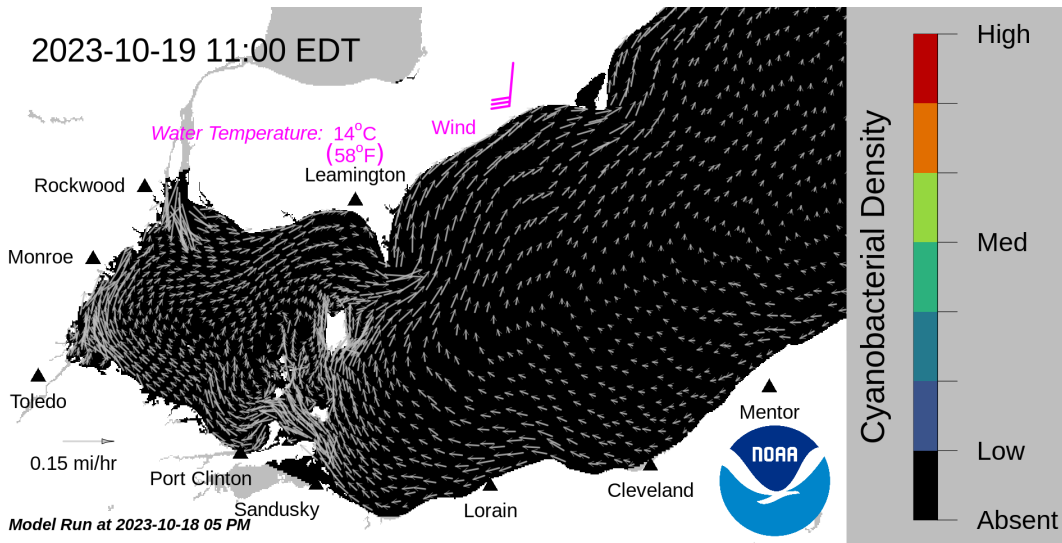 2023-10-19 11:00 EDT
High
Wind
Water Temperature: 14°C
(58°F)
Leamington
Rockwood
Monroe
Med
Cyanobacterial Density
Toledo
Mentor
NOAA
0.15 mi/hr
Low
Port Clinton
Cleveland
Sandusky
Lorain
Model Run at 2023-10-18 05 PM
Absent